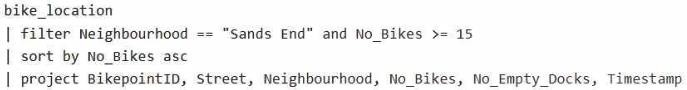 bike_location
| filter Neighbourhood == "Sands End" and No_Bikes >= 15
| sort by No_Bikes asc
| project BikepointID, Street, Neighbourhood, No_Bikes, No_Empty_Docks, Timestamp